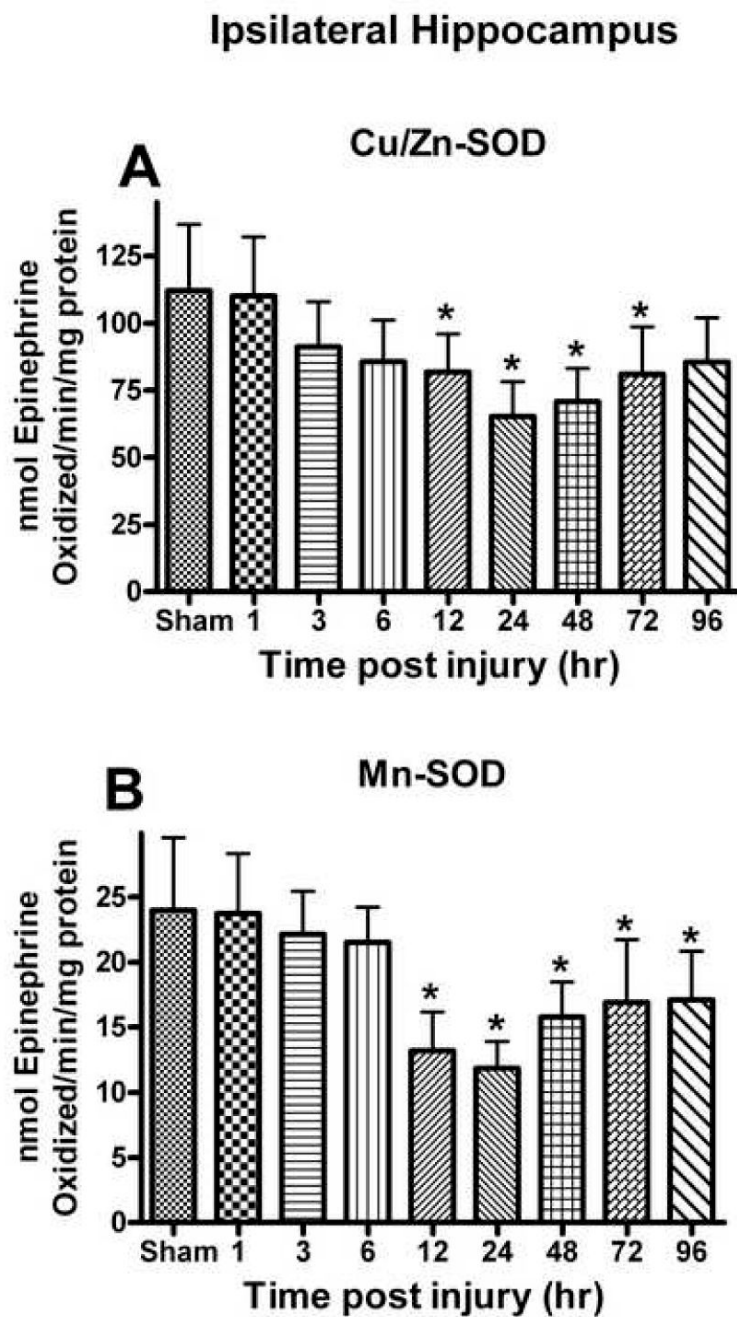 Ipsilateral Hippocampus
A
Cu/Zn-SOD
nmol Epinephrine
Oxidized/min/mg protein
125
100
75
50
25
0
* * * *
Sham 1 3 6 12 24 48 72 96
Time post injury (hr)
B
Mn-SOD
nmol Epinephrine
Oxidized/min/mg protein
25
20
15
10
5
0
* * * * *
Sham 1 3 6 12 24 48 72 96
Time post injury (hr)